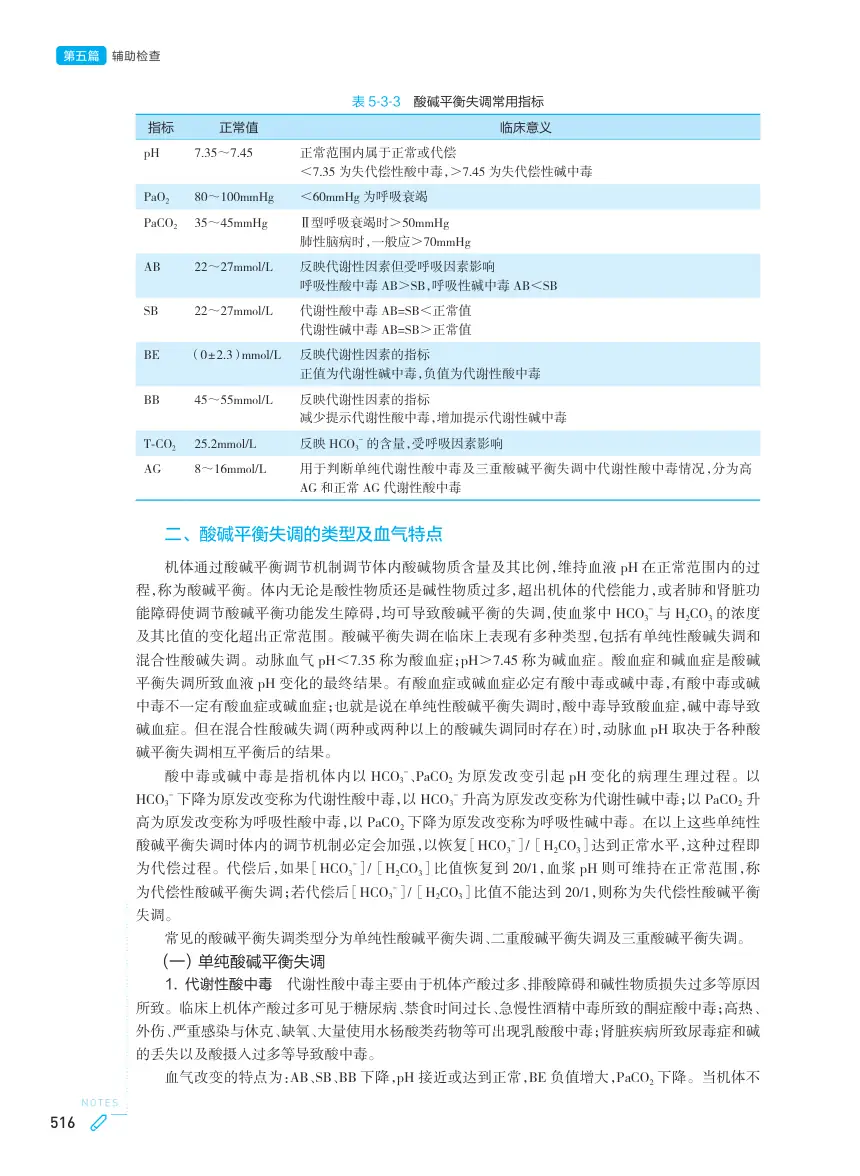 第五篇 辅助检查
表 5-3-3 酸碱平衡失调常用指标
指标 正常值 临床意义
pH 7.35～7.45 正常范围内属于正常或代偿
＜7.35 为失代偿性酸中毒，＞7.45 为失代偿性碱中毒
PaO₂ 80～100mmHg ＜60mmHg 为呼吸衰竭
PaCO₂ 35～45mmHg Ⅱ型呼吸衰竭时＞50mmHg
肺性脑病时，一般应＞70mmHg
AB 22～27mmol/L 反映代谢性因素但受呼吸因素影响
呼吸性酸中毒 AB＞SB，呼吸性碱中毒 AB＜SB
SB 22～27mmol/L 代谢性酸中毒 AB=SB＜正常值
代谢性碱中毒 AB=SB＞正常值
BE （0±2.3）mmol/L 反映代谢性因素的指标
正值为代谢性碱中毒，负值为代谢性酸中毒
BB 45～55mmol/L 反映代谢性因素的指标
减少提示代谢性酸中毒，增加提示代谢性碱中毒
T-CO₂ 25.2mmol/L 反映 HCO₃⁻ 的含量，受呼吸因素影响
AG 8～16mmol/L 用于判断单纯代谢性酸中毒及三重酸碱平衡失调中代谢性酸中毒情况，分为高
AG 和正常 AG 代谢性酸中毒
二、酸碱平衡失调的类型及血气特点
机体通过酸碱平衡调节机制调节体内酸碱物质含量及其比例，维持血液 pH 在正常范围内的过
程，称为酸碱平衡。体内无论是酸性物质还是碱性物质过多，超出机体的代偿能力，或者肺和肾脏功
能障碍使调节酸碱平衡功能发生障碍，均可导致酸碱平衡的失调，使血浆中 HCO₃⁻ 与 H₂CO₃ 的浓度
及其比值的变化超出正常范围。酸碱平衡失调在临床上表现有多种类型，包括有单纯性酸碱失调和
混合性酸碱失调。动脉血气 pH＜7.35 称为酸血症；pH＞7.45 称为碱血症。酸血症和碱血症是酸碱
平衡失调所致血液 pH 变化的最终结果。有酸血症或碱血症必定有酸中毒或碱中毒，有酸中毒或碱
中毒不一定有酸血症或碱血症；也就是说在单纯性酸碱平衡失调时，酸中毒导致酸血症，碱中毒导致
碱血症。但在混合性酸碱失调（两种或两种以上的酸碱失调同时存在）时，动脉血 pH 取决于各种酸
碱平衡失调相互平衡后的结果。
酸中毒或碱中毒是指机体内以 HCO₃⁻、PaCO₂ 为原发改变引起 pH 变化的病理生理过程。以
HCO₃⁻ 下降为原发改变称为代谢性酸中毒，以 HCO₃⁻ 升高为原发改变称为代谢性碱中毒；以 PaCO₂ 升
高为原发改变称为呼吸性酸中毒，以 PaCO₂ 下降为原发改变称为呼吸性碱中毒。在以上这些单纯性
酸碱平衡失调时体内的调节机制必定会加强，以恢复［HCO₃⁻］/［H₂CO₃］达到正常水平，这种过程即
为代偿过程。代偿后，如果［HCO₃⁻］/［H₂CO₃］比值恢复到 20/1，血浆 pH 则可维持在正常范围，称
为代偿性酸碱平衡失调；若代偿后［HCO₃⁻］/［H₂CO₃］比值不能达到 20/1，则称为失代偿性酸碱平衡
失调。
常见的酸碱平衡失调类型分为单纯性酸碱平衡失调、二重酸碱平衡失调及三重酸碱平衡失调。
（一）单纯酸碱平衡失调
1. 代谢性酸中毒 代谢性酸中毒主要由于机体产酸过多、排酸障碍和碱性物质损失过多等原因
所致。临床上机体产酸过多可见于糖尿病、禁食时间过长、急慢性酒精中毒所致的酮症酸中毒；高热、
外伤、严重感染与休克、缺氧、大量使用水杨酸类药物等可出现乳酸酸中毒；肾脏疾病所致尿毒症和碱
的丢失以及酸摄入过多等导致酸中毒。
血气改变的特点为：AB、SB、BB 下降，pH 接近或达到正常，BE 负值增大，PaCO₂ 下降。当机体不
NOTES
516